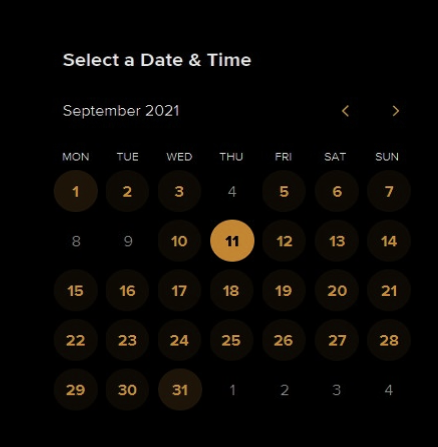 Select a Date & Time
September 2021
MON TUE WED THU FRI SAT SUN
1 2 3 4 5 6 7
8 9 10 11 12 13 14
15 16 17 18 19 20 21
22 23 24 25 26 27 28
29 30 31 1 2 3 4